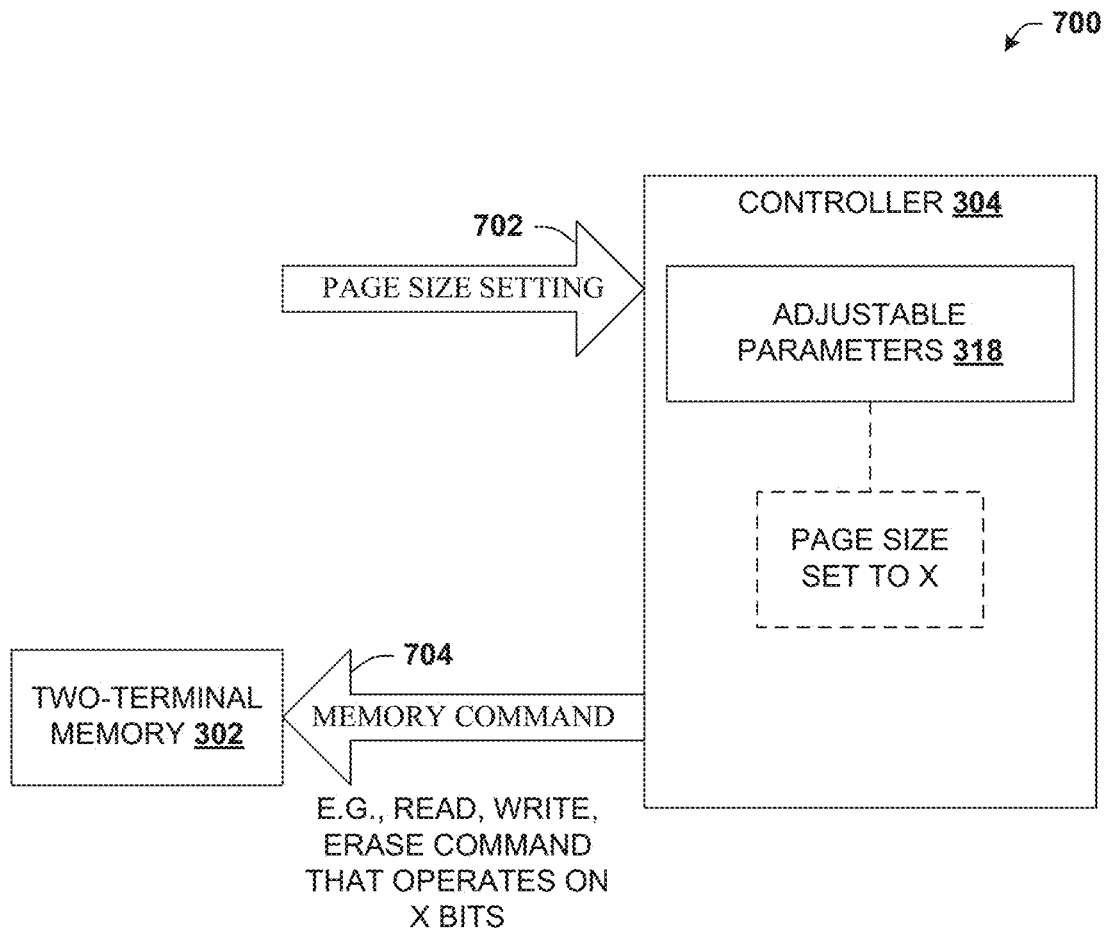 700
CONTROLLER 304
702
PAGE SIZE SETTING
ADJUSTABLE
PARAMETERS 318
PAGE SIZE
SET TO X
704
TWO-TERMINAL
MEMORY 302
MEMORY COMMAND
E.G., READ, WRITE,
ERASE COMMAND
THAT OPERATES ON
X BITS